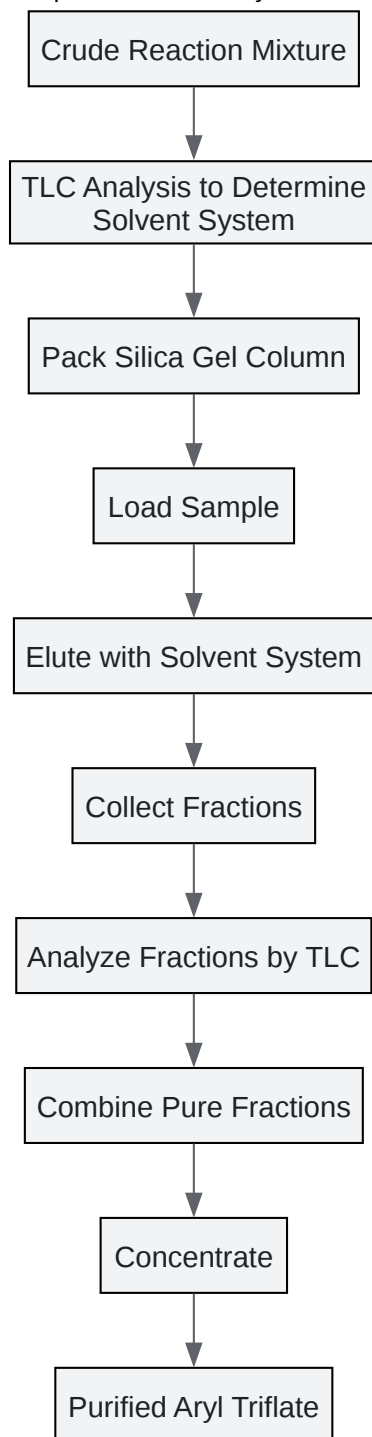 Crude Reaction Mixture
TLC Analysis to Determine
Solvent System
Pack Silica Gel Column
Load Sample
Elute with Solvent System
Collect Fractions
Analyze Fractions by TLC
Combine Pure Fractions
Concentrate
Purified Aryl Triflate